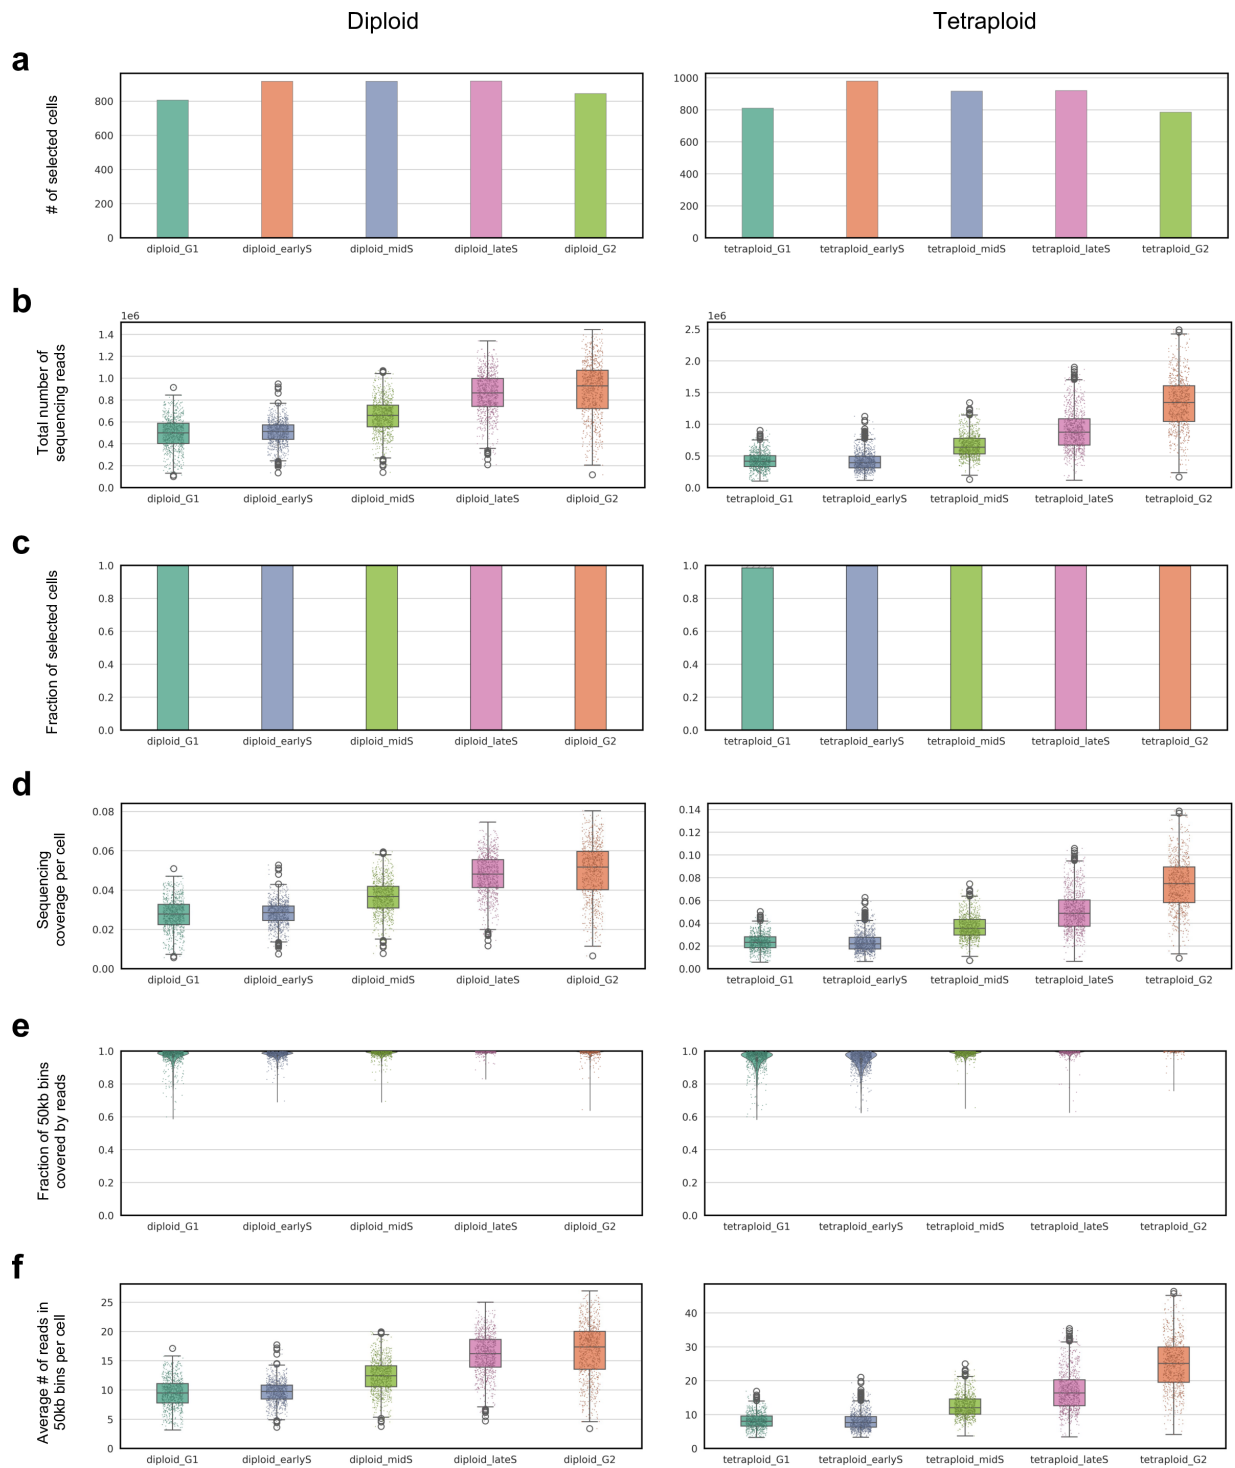 Diploid
Tetraploid
a
# of selected cells
0
200
400
600
800
diploid_G1
diploid_earlyS
diploid_midS
diploid_lateS
diploid_G2
0
200
400
600
800
1000
tetraploid_G1
tetraploid_earlyS
tetraploid_midS
tetraploid_lateS
tetraploid_G2
b
Total number of
sequencing reads
1e6
0.0
0.2
0.4
0.6
0.8
1.0
1.2
1.4
diploid_G1
diploid_earlyS
diploid_midS
diploid_lateS
diploid_G2
1e6
0.0
0.5
1.0
1.5
2.0
2.5
tetraploid_G1
tetraploid_earlyS
tetraploid_midS
tetraploid_lateS
tetraploid_G2
c
Fraction of selected cells
0.0
0.2
0.4
0.6
0.8
1.0
diploid_G1
diploid_earlyS
diploid_midS
diploid_lateS
diploid_G2
0.0
0.2
0.4
0.6
0.8
1.0
tetraploid_G1
tetraploid_earlyS
tetraploid_midS
tetraploid_lateS
tetraploid_G2
d
Sequencing
coverage per cell
0.00
0.02
0.04
0.06
0.08
diploid_G1
diploid_earlyS
diploid_midS
diploid_lateS
diploid_G2
0.00
0.02
0.04
0.06
0.08
0.10
0.12
0.14
tetraploid_G1
tetraploid_earlyS
tetraploid_midS
tetraploid_lateS
tetraploid_G2
e
Fraction of 50kb bins
covered by reads
0.0
0.2
0.4
0.6
0.8
1.0
diploid_G1
diploid_earlyS
diploid_midS
diploid_lateS
diploid_G2
0.0
0.2
0.4
0.6
0.8
1.0
tetraploid_G1
tetraploid_earlyS
tetraploid_midS
tetraploid_lateS
tetraploid_G2
f
Average # of reads in
50kb bins per cell
0
5
10
15
20
25
diploid_G1
diploid_earlyS
diploid_midS
diploid_lateS
diploid_G2
0
10
20
30
40
tetraploid_G1
tetraploid_earlyS
tetraploid_midS
tetraploid_lateS
tetraploid_G2